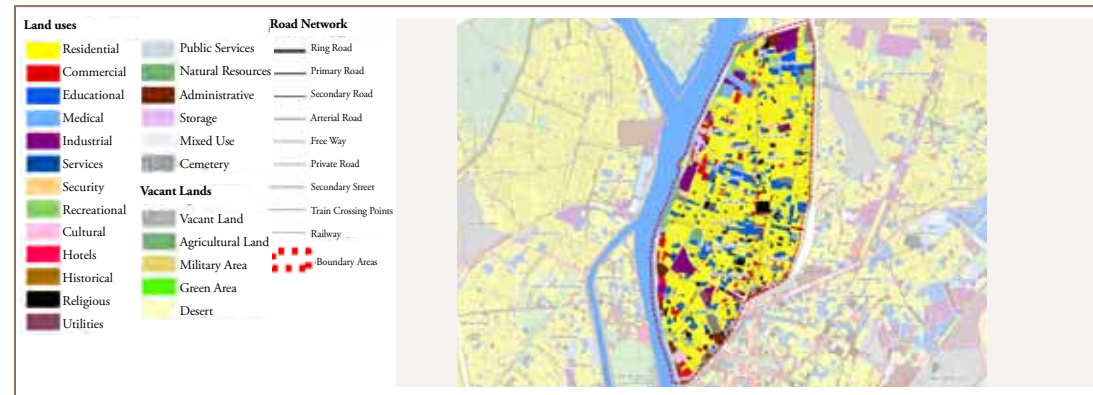 Land uses
Residential
Commercial
Educational
Medical
Industrial
Services
Security
Recreational
Cultural
Hotels
Historical
Religious
Utilities
Public Services
Natural Resources
Administrative
Storage
Mixed Use
Cemetery
Vacant Lands
Vacant Land
Agricultural Land
Military Area
Green Area
Desert
Road Network
Ring Road
Primary Road
Secondary Road
Arterial Road
Free Way
Private Road
Secondary Street
Train Crossing Points
Railway
Boundary Areas